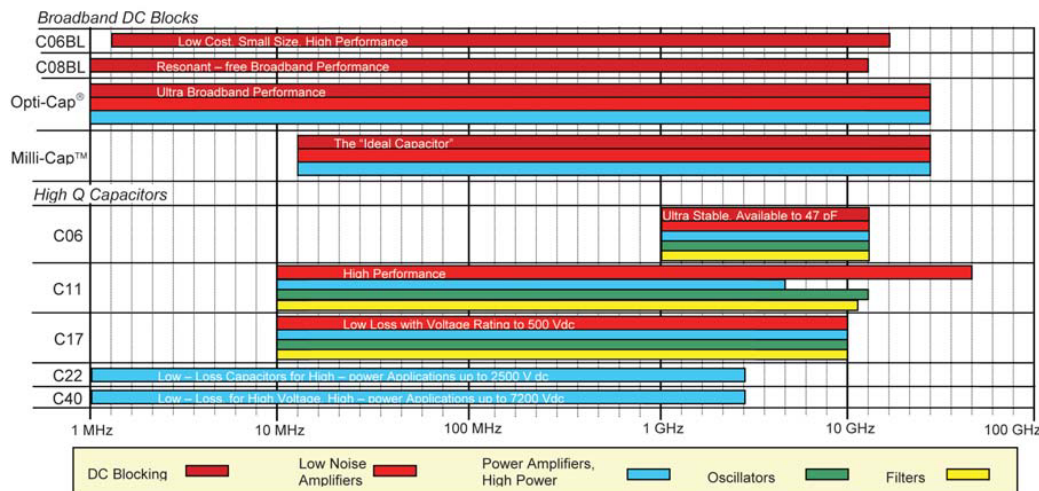 Broadband DC Blocks
C06BL
Low Cost, Small Size, High Performance
C08BL
Resonant – free Broadband Performance
Opti-Cap®
Ultra Broadband Performance
Milli-Cap™
The "Ideal Capacitor"
High Q Capacitors
C06
Ultra Stable, Available to 47 pF
C11
High Performance
C17
Low Loss with Voltage Rating to 500 Vdc
C22
Low – Loss Capacitors for High – power Applications up to 2500 V dc
C40
Low – Loss, for High Voltage, High – power Applications up to 7200 Vdc
1 MHz 10 MHz 100 MHz 1 GHz 10 GHz 100 GHz
DC Blocking
Low Noise
Amplifiers
Power Amplifiers,
High Power
Oscillators
Filters